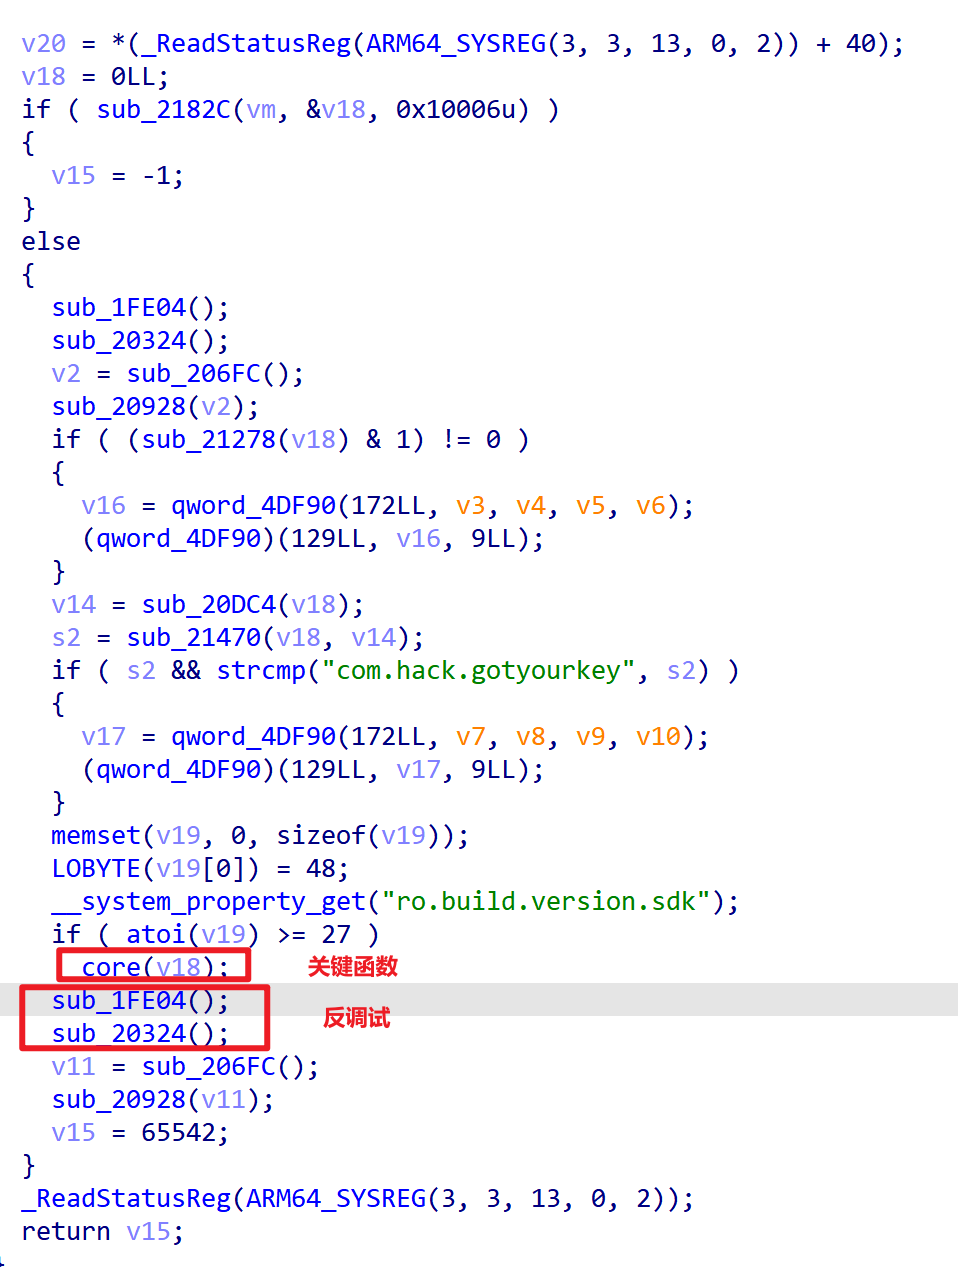 v20 = *(_ReadStatusReg(ARM64_SYSREG(3, 3, 13, 0, 2)) + 40);
v18 = 0LL;
if ( sub_2182C(vm, &v18, 0x10006u) )
{
  v15 = -1;
}
else
{
  sub_1FE04();
  sub_20324();
  v2 = sub_206FC();
  sub_20928(v2);
  if ( (sub_21278(v18) & 1) != 0 )
  {
    v16 = qword_4DF90(172LL, v3, v4, v5, v6);
    (qword_4DF90)(129LL, v16, 9LL);
  }
  v14 = sub_20DC4(v18);
  s2 = sub_21470(v18, v14);
  if ( s2 && strcmp("com.hack.gotyourkey", s2) )
  {
    v17 = qword_4DF90(172LL, v7, v8, v9, v10);
    (qword_4DF90)(129LL, v17, 9LL);
  }
  memset(v19, 0, sizeof(v19));
  LOBYTE(v19[0]) = 48;
  __system_property_get("ro.build.version.sdk");
  if ( atoi(v19) >= 27 )
    core(v18); 关键函数
  sub_1FE04();
反调试
  sub_20324();
  v11 = sub_206FC();
  sub_20928(v11);
  v15 = 65542;
}
_ReadStatusReg(ARM64_SYSREG(3, 3, 13, 0, 2));
return v15;